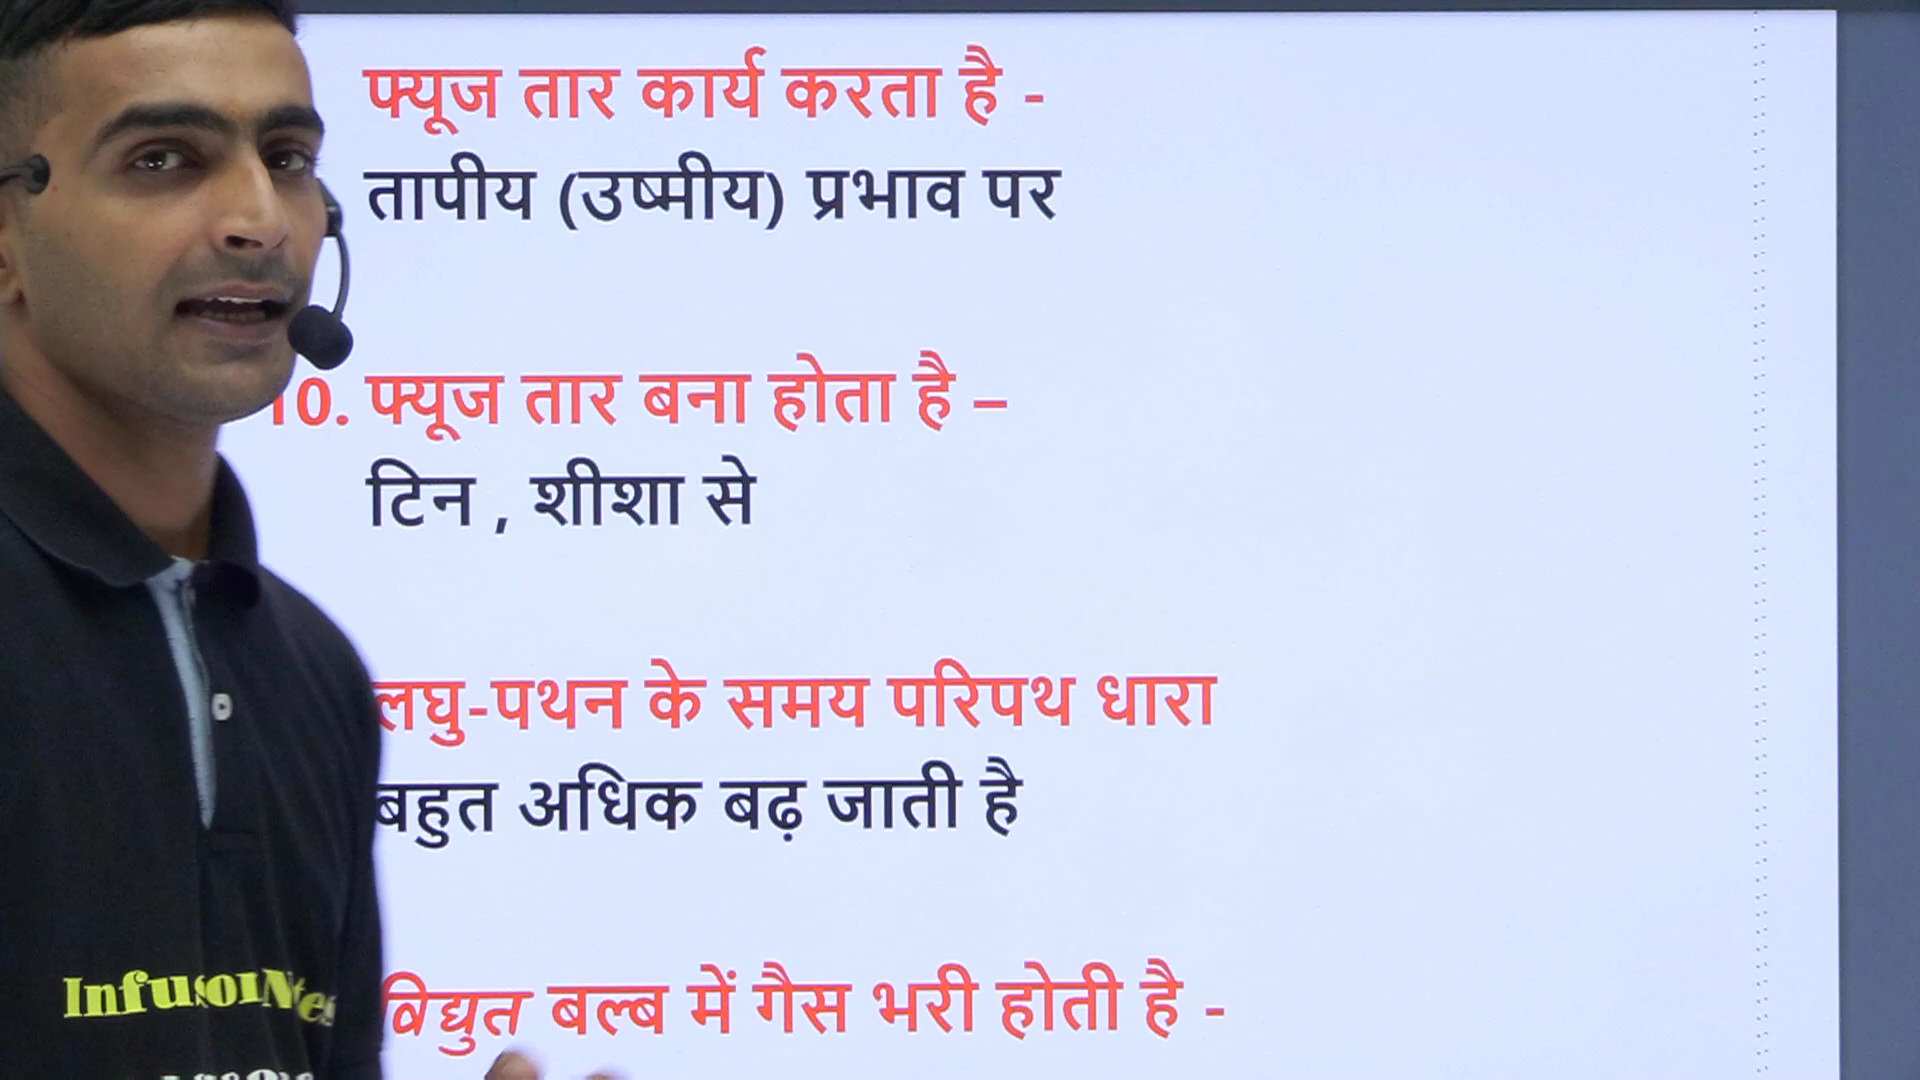 फ्यूज तार कार्य करता है -
तापीय (उष्मीय) प्रभाव पर
10. फ्यूज तार बना होता है –
टिन , शीशा से
लघु-पथन के समय परिपथ धारा
बहुत अधिक बढ़ जाती है
विद्युत बल्ब में गैस भरी होती है -